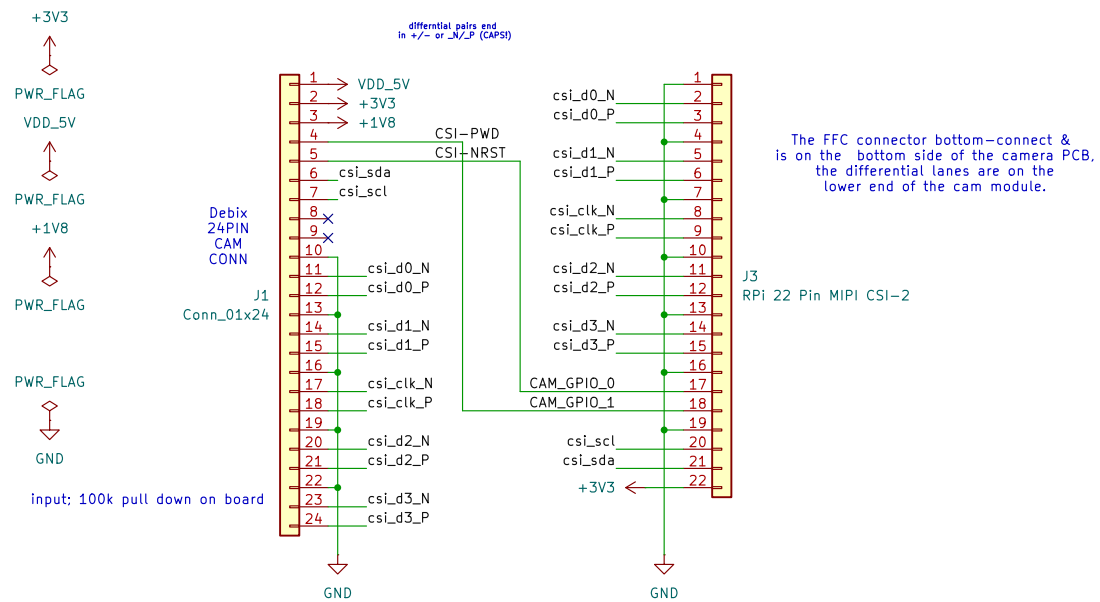 +3V3
PWR_FLAG
VDD_5V
PWR_FLAG
+1V8
PWR_FLAG
PWR_FLAG
GND
differntial pairs end
in +/- or _N/_P (CAPS!)
Debix
24PIN
CAM
CONN
J1
Conn_01x24
input; 100k pull down on board
1 VDD_5V
2 +3V3
3 +1V8
4 CSI-PWD
5 CSI-NRST
6 csi_sda
7 csi_scl
8
9
10
11 csi_d0_N
12 csi_d0_P
13
14 csi_d1_N
15 csi_d1_P
16
17 csi_clk_N
18 csi_clk_P
19
20 csi_d2_N
21 csi_d2_P
22
23 csi_d3_N
24 csi_d3_P
GND
1
csi_d0_N 2
csi_d0_P 3
4
csi_d1_N 5
csi_d1_P 6
7
csi_clk_N 8
csi_clk_P 9
10
csi_d2_N 11
csi_d2_P 12
13
csi_d3_N 14
csi_d3_P 15
16
CAM_GPIO_0 17
CAM_GPIO_1 18
19
csi_scl 20
csi_sda 21
+3V3 22
GND
J3
RPi 22 Pin MIPI CSI-2
The FFC connector bottom-connect &
is on the  bottom side of the camera PCB,
the differential lanes are on the
lower end of the cam module.